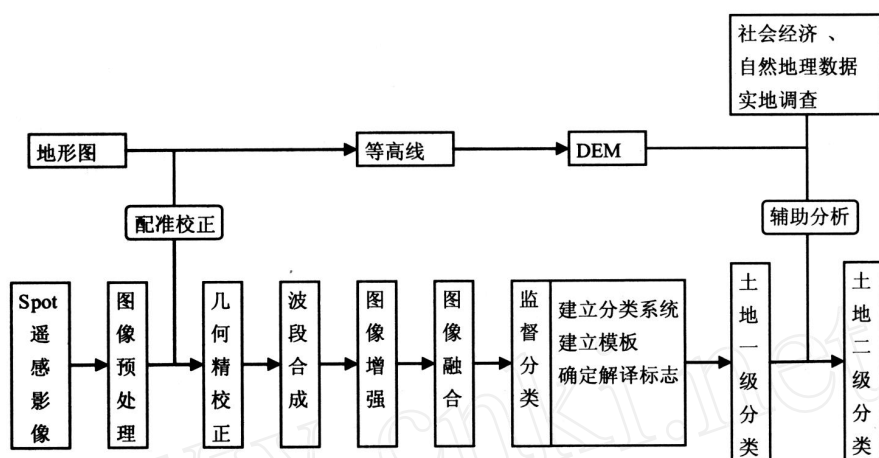 社会经济、
自然地理数据
实地调查
地形图
等高线
DEM
配准校正
辅助分析
Spot
遥感影像
图像预处理
几何精校正
波段合成
图像增强
图像融合
监督分类
建立分类系统
建立模板
确定解译标志
土地一级分类
土地二级分类